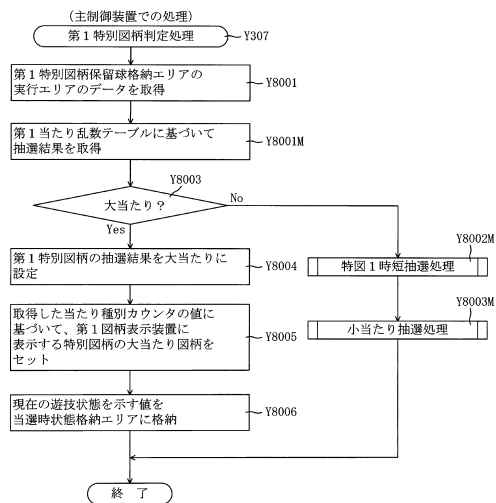 (主制御装置での処理)
第1特別図柄判定処理
Y307
第1特別図柄保留球格納エリアの
実行エリアのデータを取得
Y8001
第1当たり乱数テーブルに基づいて
抽選結果を取得
Y8001M
Y8003
大当たり?
No
Yes
Y8002M
特図1時短抽選処理
第1特別図柄の抽選結果を大当たりに
設定
Y8004
Y8003M
小当たり抽選処理
取得した当たり種別カウンタの値に
基づいて、第1図柄表示装置に
表示する特別図柄の大当たり図柄を
セット
Y8005
現在の遊技状態を示す値を
当選時状態格納エリアに格納
Y8006
終 了